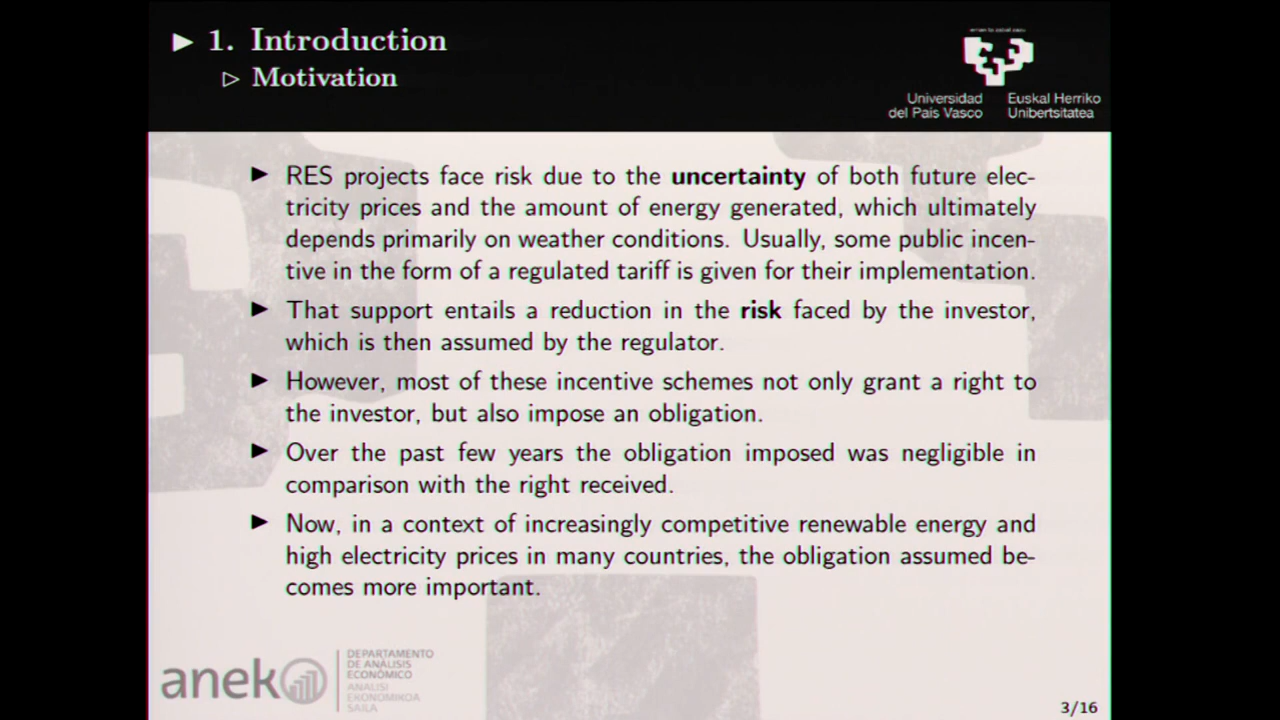 ▶ 1. Introduction
▷ Motivation
Universidad del País Vasco
Euskal Herriko Unibertsitatea
▶ RES projects face risk due to the uncertainty of both future elec-
tricity prices and the amount of energy generated, which ultimately
depends primarily on weather conditions. Usually, some public incen-
tive in the form of a regulated tariff is given for their implementation.
▶ That support entails a reduction in the risk faced by the investor,
which is then assumed by the regulator.
▶ However, most of these incentive schemes not only grant a right to
the investor, but also impose an obligation.
▶ Over the past few years the obligation imposed was negligible in
comparison with the right received.
▶ Now, in a context of increasingly competitive renewable energy and
high electricity prices in many countries, the obligation assumed be-
comes more important.
aneko
DEPARTAMENTO
DE ANÁLISIS
ECONÓMICO
ANALISI
EKONOMIKOA
SAILA
3/16